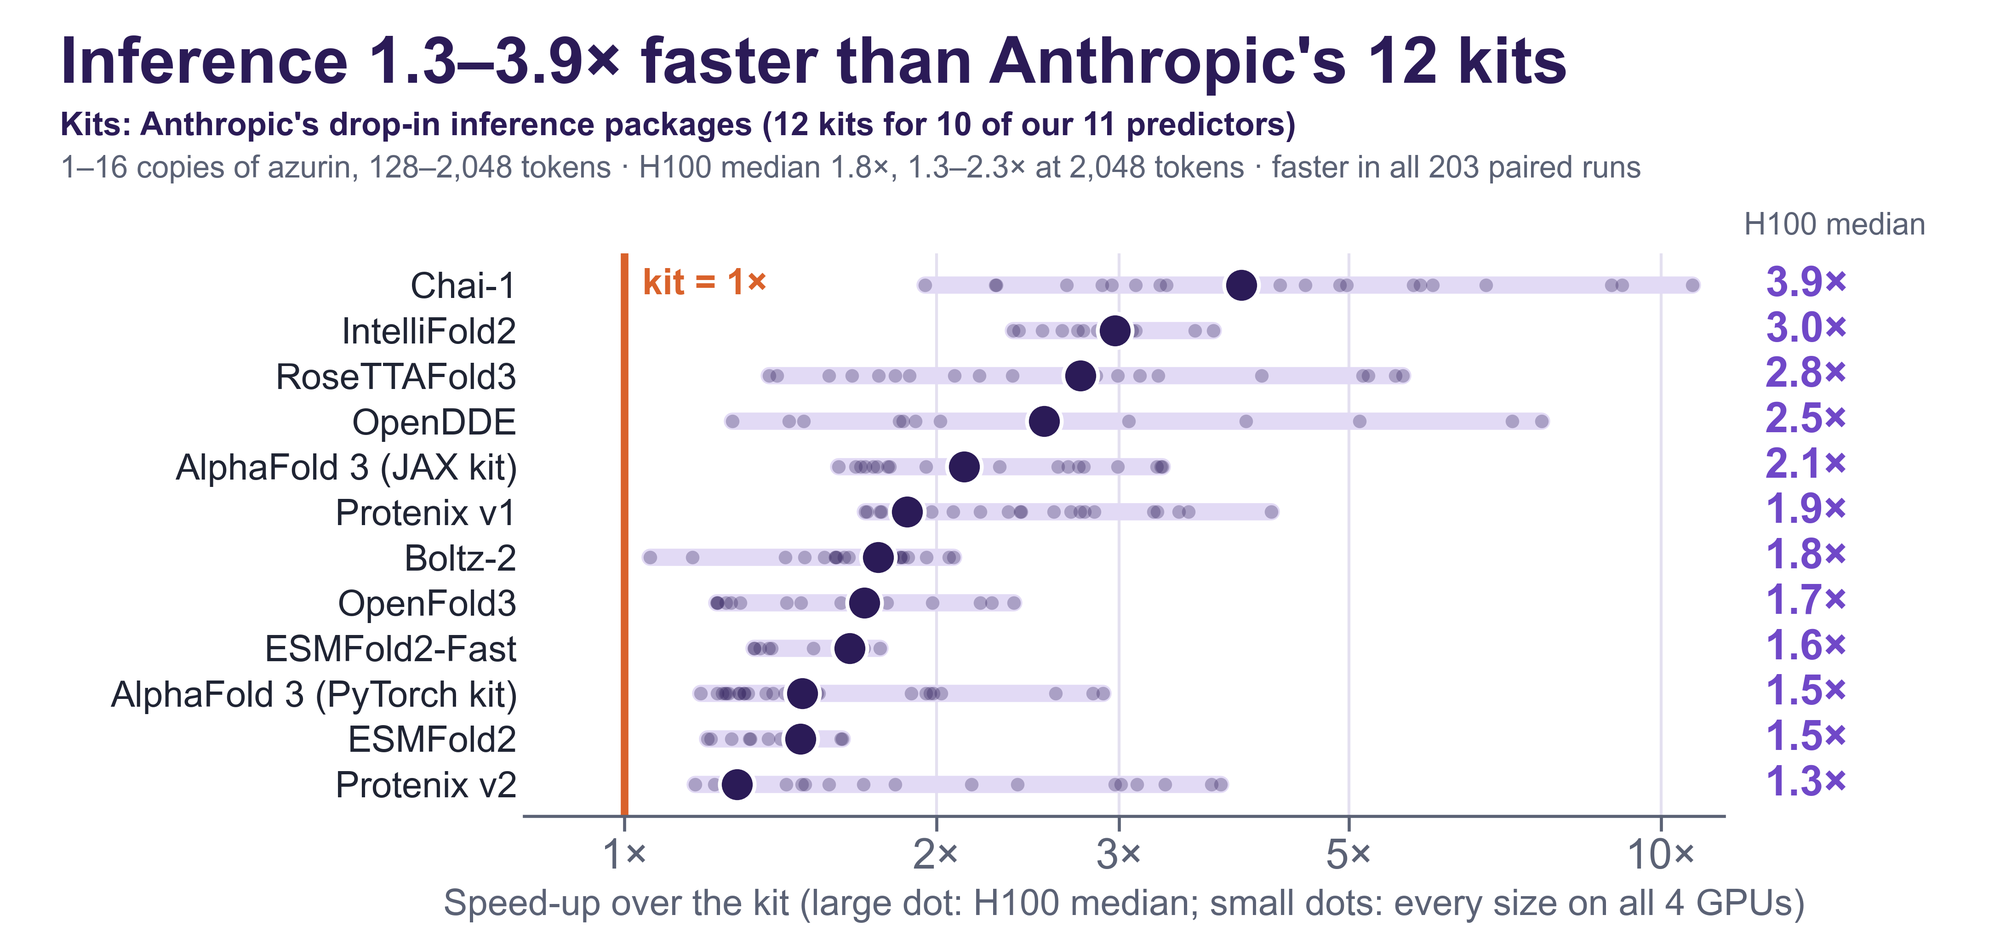 Inference 1.3–3.9× faster than Anthropic's 12 kits
Kits: Anthropic's drop-in inference packages (12 kits for 10 of our 11 predictors)
1–16 copies of azurin, 128–2,048 tokens · H100 median 1.8×, 1.3–2.3× at 2,048 tokens · faster in all 203 paired runs
H100 median
kit = 1×
Chai-1 3.9×
IntelliFold2 3.0×
RoseTTAFold3 2.8×
OpenDDE 2.5×
AlphaFold 3 (JAX kit) 2.1×
Protenix v1 1.9×
Boltz-2 1.8×
OpenFold3 1.7×
ESMFold2-Fast 1.6×
AlphaFold 3 (PyTorch kit) 1.5×
ESMFold2 1.5×
Protenix v2 1.3×
1× 2× 3× 5× 10×
Speed-up over the kit (large dot: H100 median; small dots: every size on all 4 GPUs)